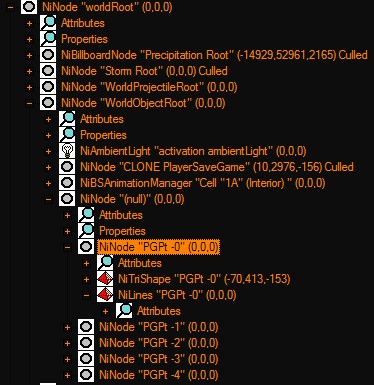 NiNode "worldRoot" (0,0,0)
Attributes
Properties
NiBillboardNode "Precipitation Root" (-14929,52961,2165) Culled
NiNode "Storm Root" (0,0,0) Culled
NiNode "WorldProjectileRoot" (0,0,0)
NiNode "WorldObjectRoot" (0,0,0)
Attributes
Properties
NiAmbientLight "activation ambientLight" (0,0,0)
NiNode "CLONE PlayerSaveGame" (10,2976,-156) Culled
NiBSAnimationManager "Cell "1A" (Interior) " (0,0,0)
NiNode "(null)" (0,0,0)
Attributes
Properties
NiNode "PGPt -0" (0,0,0)
Attributes
NiTriShape "PGPt -0" (-70,413,-153)
NiLines "PGPt -0" (0,0,0)
Attributes
NiNode "PGPt -1" (0,0,0)
NiNode "PGPt -2" (0,0,0)
NiNode "PGPt -3" (0,0,0)
NiNode "PGPt -4" (0,0,0)